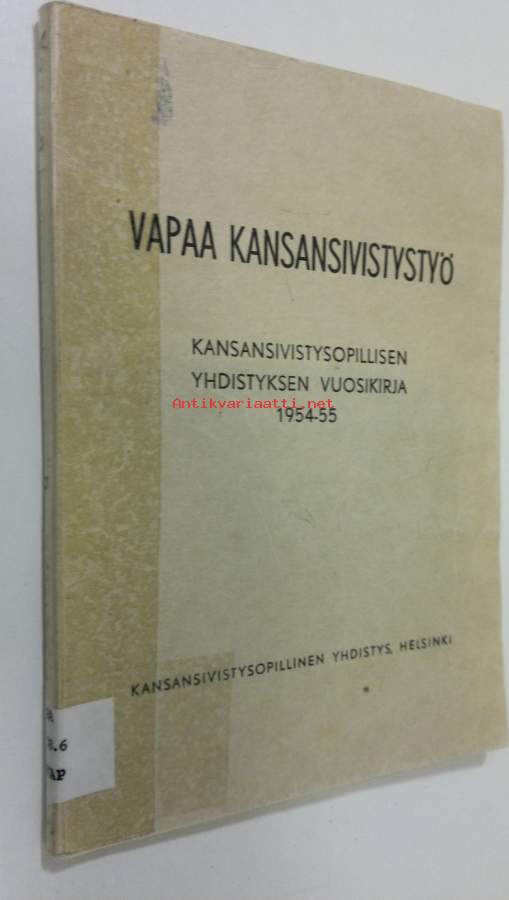 VAPAA KANSANSIVISTYSTYÖ
KANSANSIVISTYSOPILLISEN
YHDISTYKSEN VUOSIKIRJA
Antikvariaatti.net
1954-55
KANSANSIVISTYSOPILLINEN YHDISTYS, HELSINKI